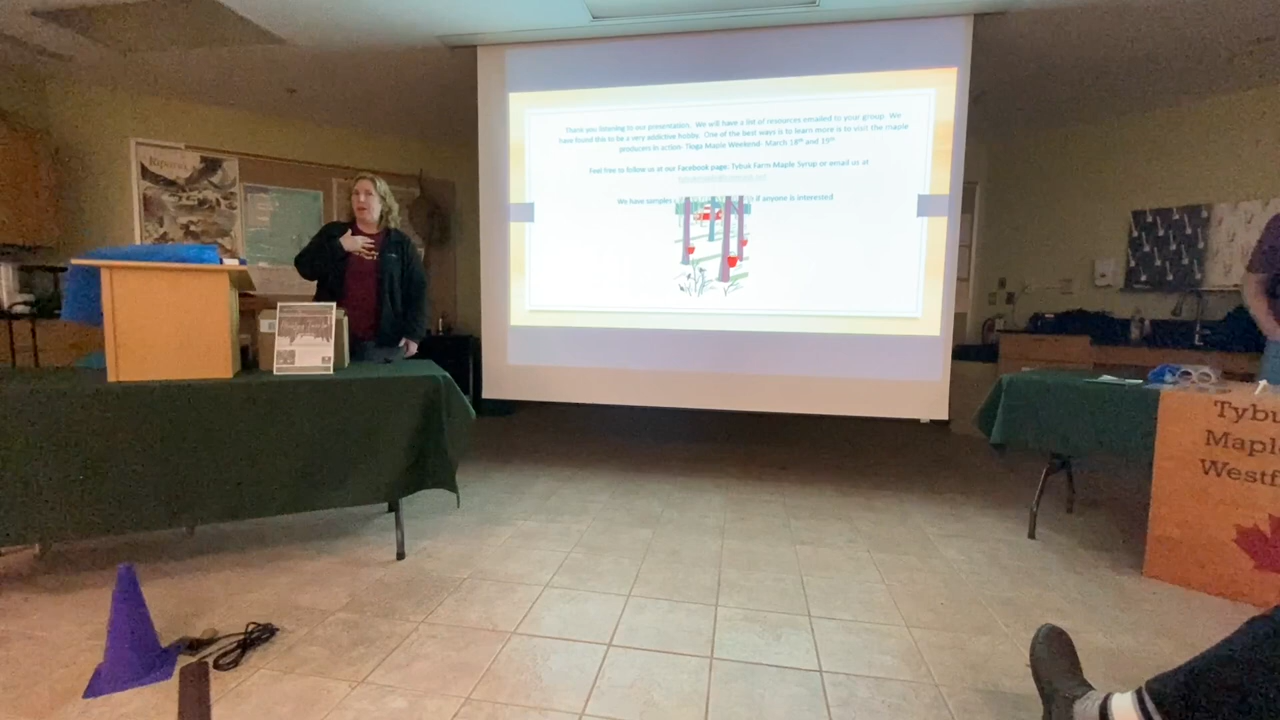 Thank you listening to our presentation. We will have a list of resources emailed to your group. We
have found this to be a very addictive hobby. One of the best ways is to learn more is to visit the maple
producers in action- Tioga Maple Weekend- March 18th and 19th
Feel free to follow us at our Facebook page: Tybuk Farm Maple Syrup or email us at
We have samples if anyone is interested
Riparia
Tybu
Maple
Westf